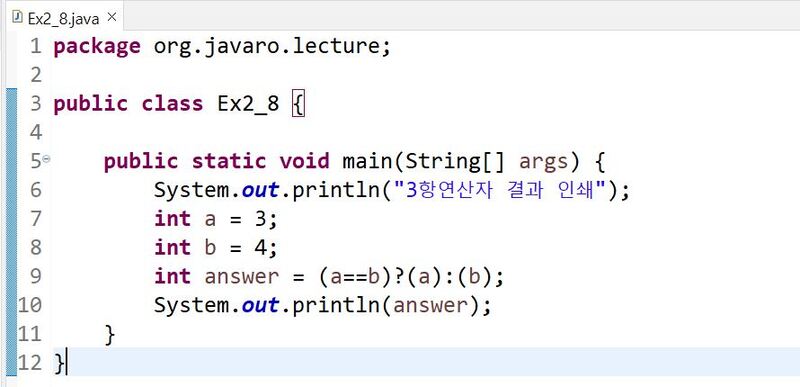 Ex2_8.java
1 package org.javaro.lecture;
2
3 public class Ex2_8 {
4
5     public static void main(String[] args) {
6         System.out.println("3항연산자 결과 인쇄");
7         int a = 3;
8         int b = 4;
9         int answer = (a==b)?(a):(b);
10         System.out.println(answer);
11     }
12 }